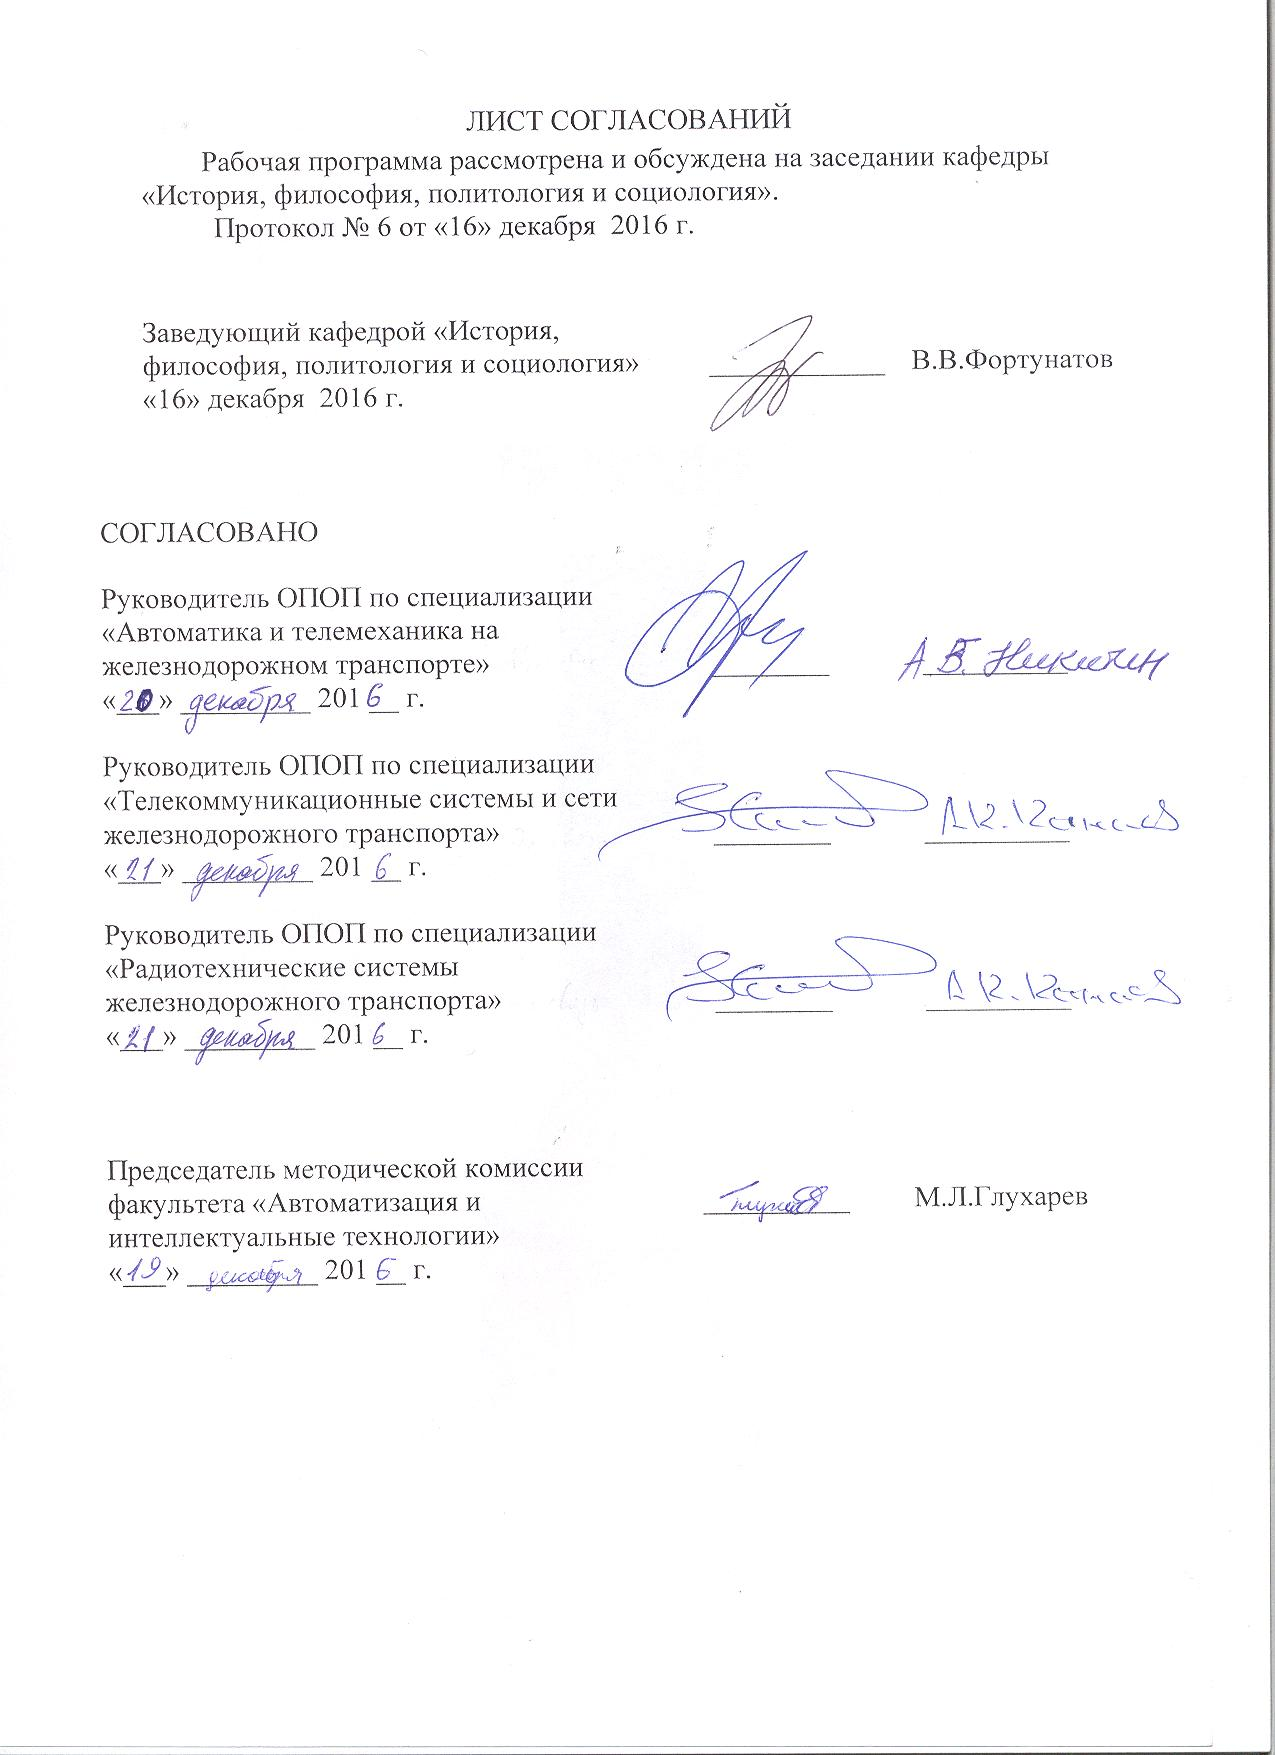 ЛИСТ СОГЛАСОВАНИЙ
Рабочая программа рассмотрена и обсуждена на заседании кафедры
«История, философия, политология и социология».
Протокол № 6 от «16» декабря 2016 г.
Заведующий кафедрой «История,
философия, политология и социология»
В.В.Фортунатов
«16» декабря 2016 г.
СОГЛАСОВАНО
Руководитель ОПОП по специализации
«Автоматика и телемеханика на
железнодорожном транспорте»
А.В. Никитин
«20» декабря 2016 г.
Руководитель ОПОП по специализации
«Телекоммуникационные системы и сети
железнодорожного транспорта»
«21» декабря 2016 г.
Руководитель ОПОП по специализации
«Радиотехнические системы
железнодорожного транспорта»
«21» декабря 2016 г.
Председатель методической комиссии
факультета «Автоматизация и
М.Л.Глухарев
интеллектуальные технологии»
«19» декабря 2016 г.